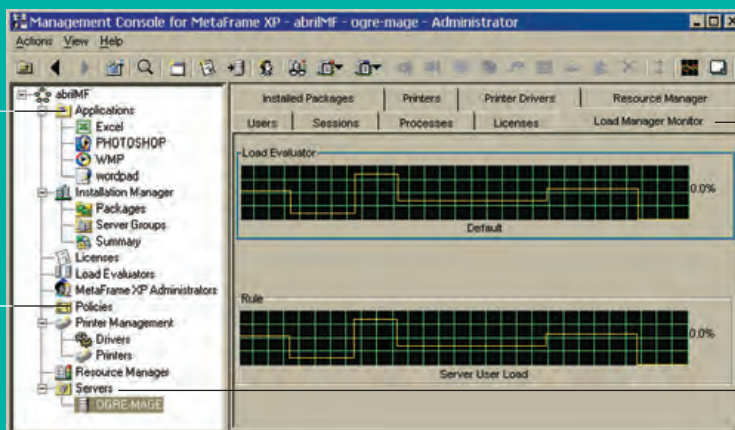 Management Console for MetaFrame XP - abrilMF - ogre-mage - Administrator
Actions View Help
abrilMF
Applications
Excel
PHOTOSHOP
WMP
wordpad
Installation Manager
Packages
Server Groups
Summary
Licenses
Load Evaluators
MetaFrame XP Administrators
Policies
Printer Management
Drivers
Printers
Resource Manager
Servers
OGRE-MAGE
Installed Packages Printers Printer Drivers Resource Manager
Users Sessions Processes Licenses Load Manager Monitor
Load Evaluator
0.0%
Default
Rule
0.0%
Server User Load